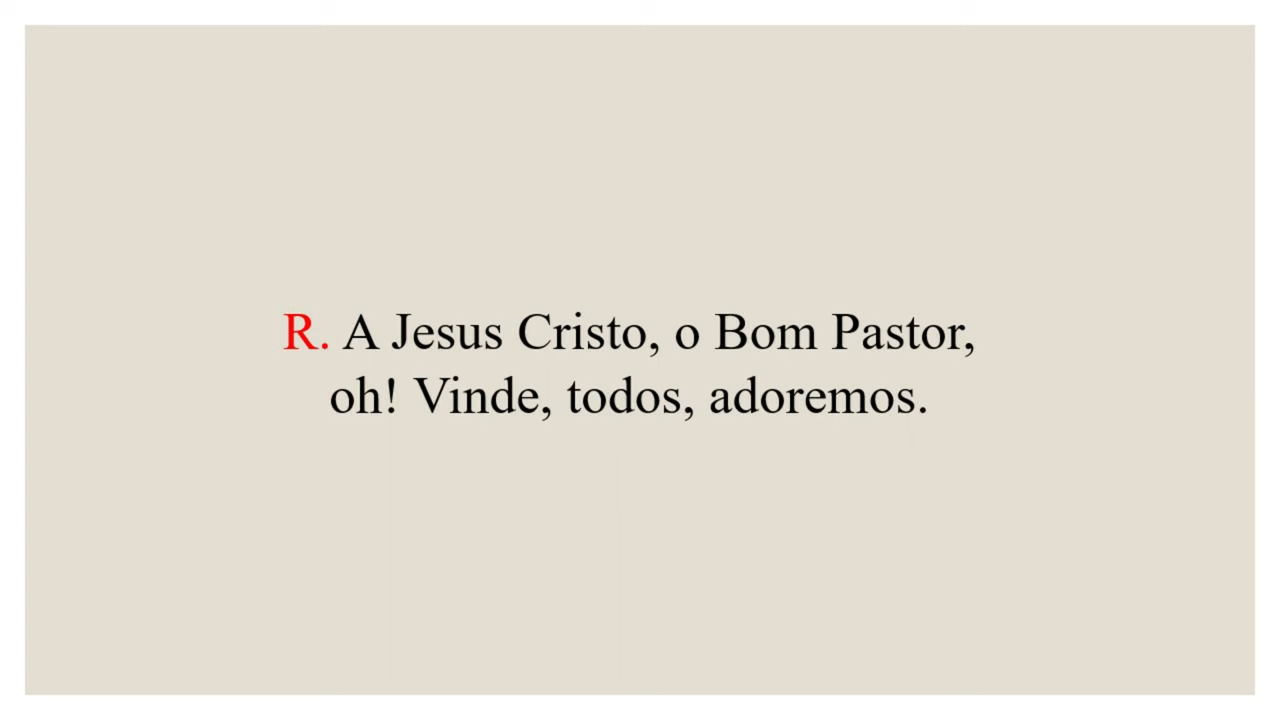 R. A Jesus Cristo, o Bom Pastor,
oh! Vinde, todos, adoremos.